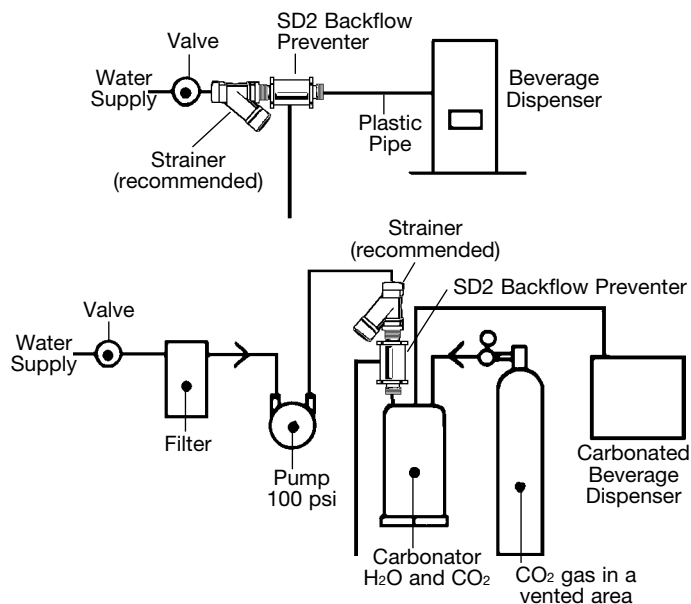 SD2 Backflow
Preventer
Valve
Water
Supply
Strainer
(recommended)
Plastic
Pipe
Beverage
Dispenser
Strainer
(recommended)
SD2 Backflow Preventer
Valve
Water
Supply
Filter
Pump
100 psi
Carbonator
H₂O and CO₂
CO₂ gas in a
vented area
Carbonated
Beverage
Dispenser